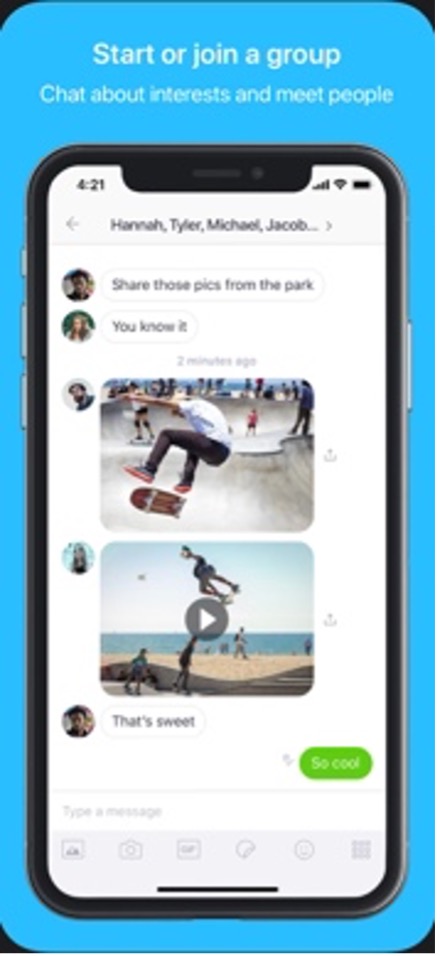 Start or join a group
Chat about interests and meet people
4:21
Hannah, Tyler, Michael, Jacob...
Share those pics from the park
You know it
2 minutes ago
That's sweet
So cool
Type a message
GIF